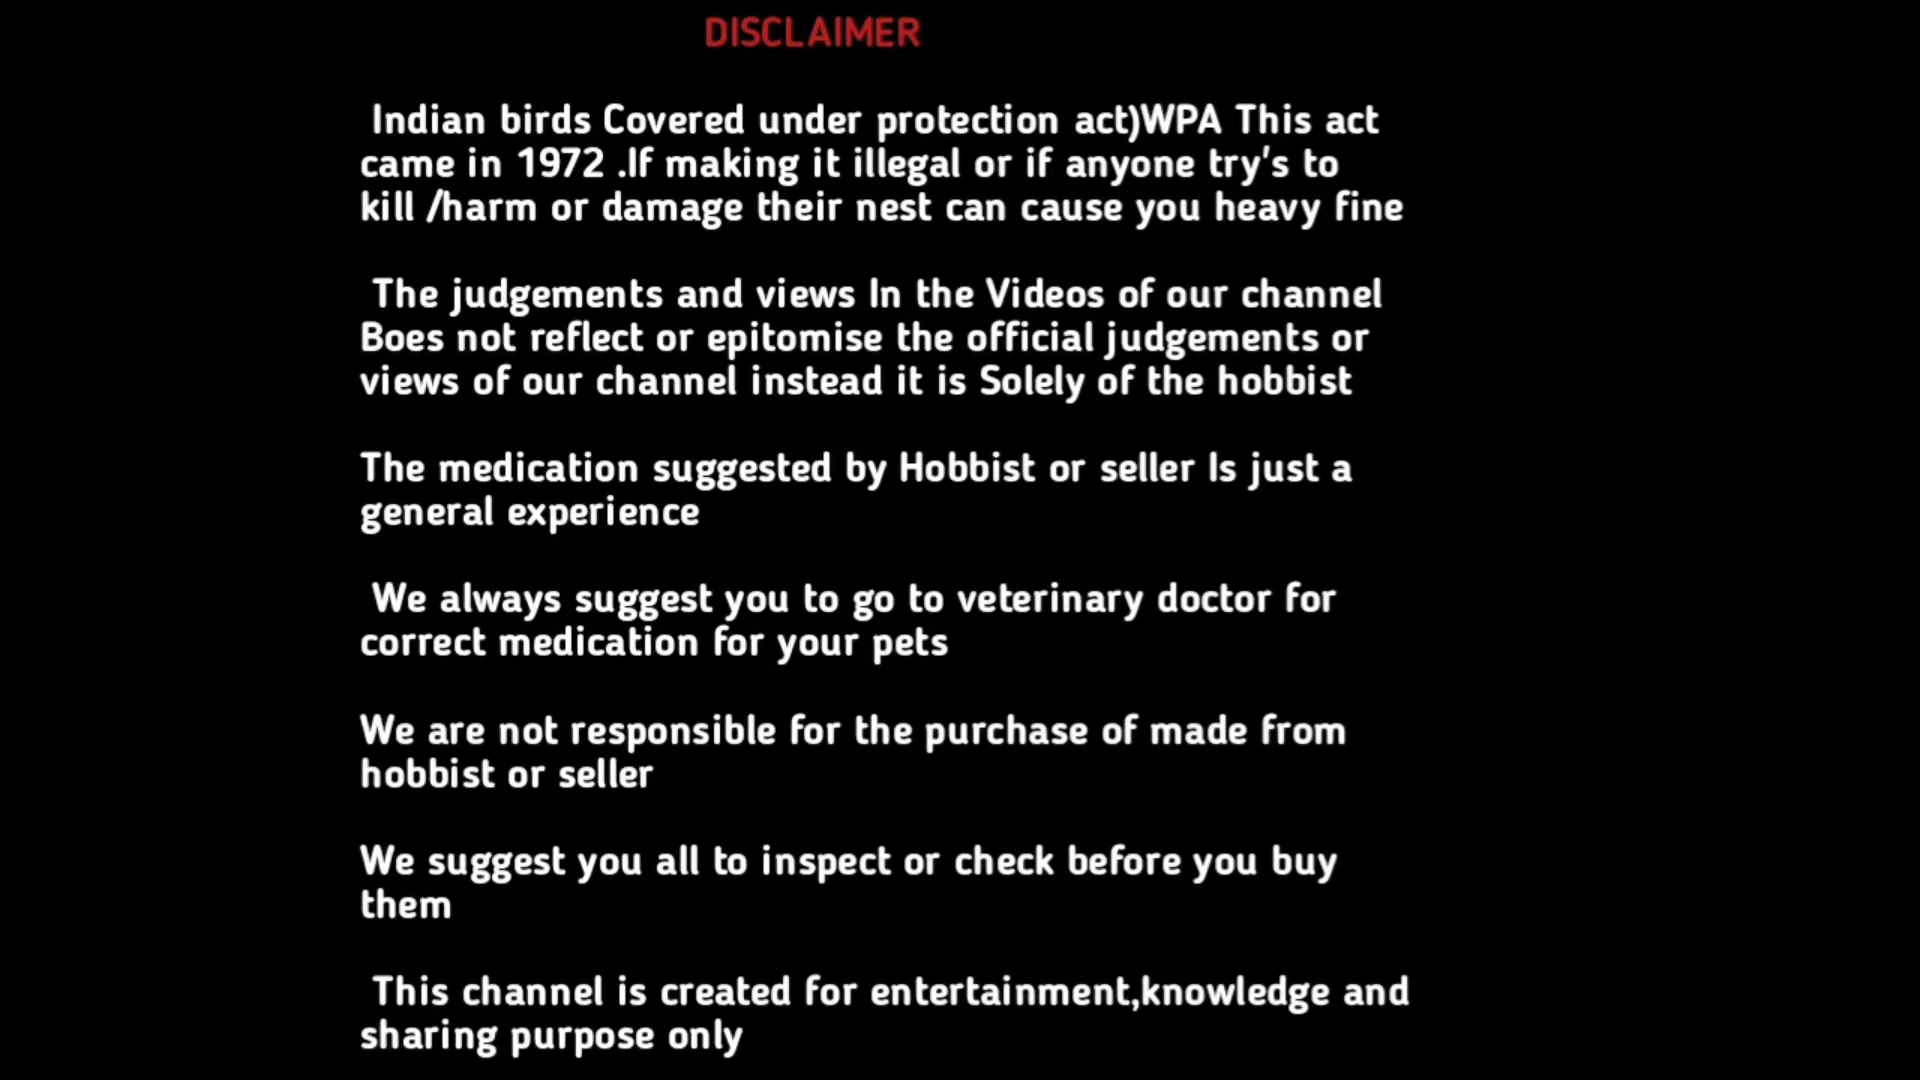 DISCLAIMER
Indian birds Covered under protection act)WPA This act
came in 1972 .If making it illegal or if anyone try's to
kill /harm or damage their nest can cause you heavy fine
The judgements and views In the Videos of our channel
Boes not reflect or epitomise the official judgements or
views of our channel instead it is Solely of the hobbist
The medication suggested by Hobbist or seller Is just a
general experience
We always suggest you to go to veterinary doctor for
correct medication for your pets
We are not responsible for the purchase of made from
hobbist or seller
We suggest you all to inspect or check before you buy
them
This channel is created for entertainment,knowledge and
sharing purpose only